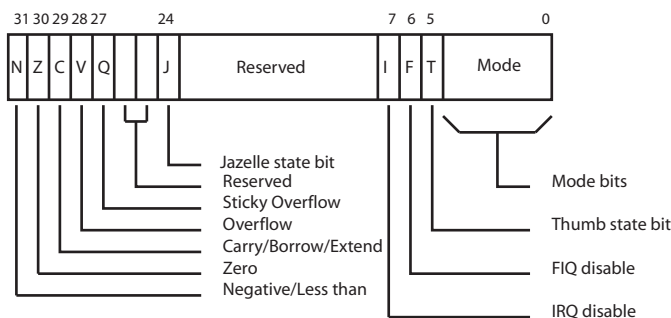 31 30 29 28 27 24 7 6 5 0
N Z C V Q J Reserved I F T Mode
Jazelle state bit
Reserved
Sticky Overflow
Overflow
Carry/Borrow/Extend
Zero
Negative/Less than
Mode bits
Thumb state bit
FIQ disable
IRQ disable